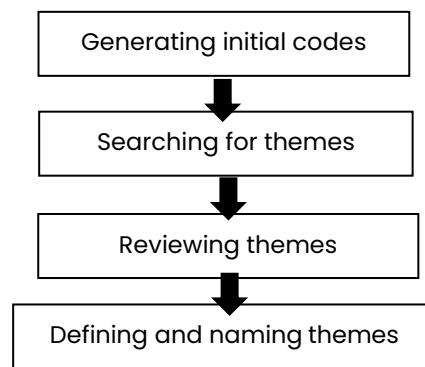 Generating initial codes
Searching for themes
Reviewing themes
Defining and naming themes